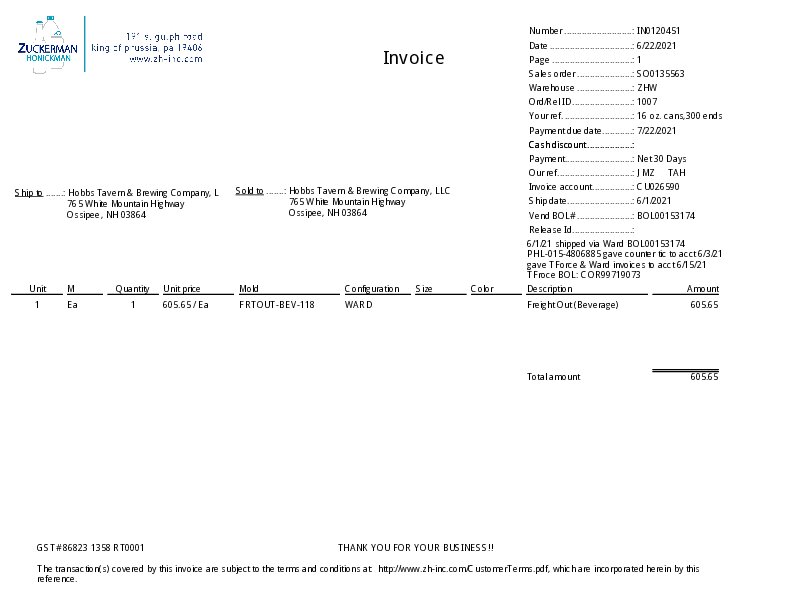 ZUCKERMAN
HONICKMAN
191 s. gulph road
king of prussia, pa 19406
www.zh-inc.com
Invoice
Number: IN0120451
Date: 6/22/2021
Page: 1
Sales order: SO0135563
Warehouse: ZHW
Ord/Rel ID: 1007
Your ref.: 16 oz. cans,300 ends
Payment due date: 7/22/2021
Cash discount:
Payment: Net 30 Days
Our ref.: JMZ TAH
Invoice account: CU026590
Ship date: 6/1/2021
Vend BOL#: BOL00153174
Release Id.:
6/1/21 shipped via Ward BOL00153174
PHL-015-4806885 gave counter tic to acct 6/3/21
gave TForce & Ward invoices to acct 6/15/21
TFroce BOL: COR99719073
Ship to: Hobbs Tavern & Brewing Company, L
765 White Mountain Highway
Ossipee, NH 03864
Sold to: Hobbs Tavern & Brewing Company, LLC
765 White Mountain Highway
Ossipee, NH 03864
Unit M Quantity Unit price Mold Configuration Size Color Description Amount
1 Ea 1 605.65 / Ea FRTOUT-BEV-118 WARD Freight Out (Beverage) 605.65
Total amount 605.65
GST # 86823 1358 RT0001 THANK YOU FOR YOUR BUSINESS !!
The transaction(s) covered by this invoice are subject to the terms and conditions at: http://www.zh-inc.com/CustomerTerms.pdf, which are incorporated herein by this
reference.